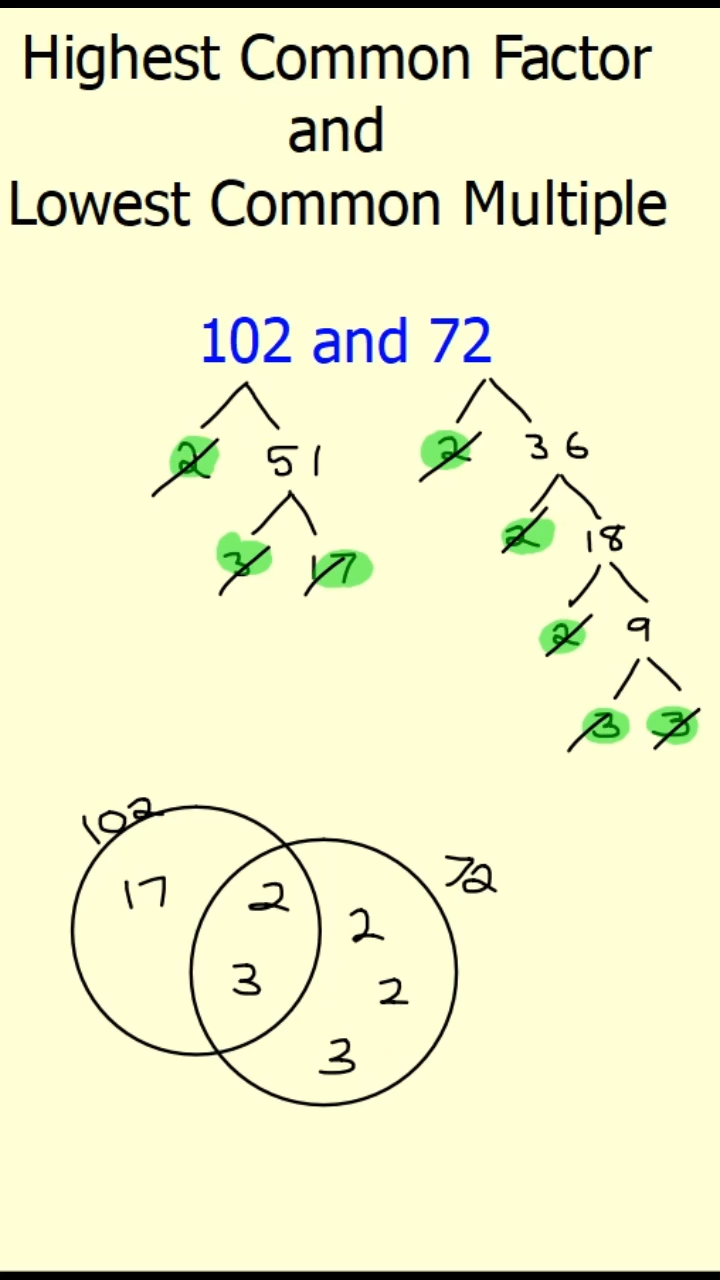 Highest Common Factor
and
Lowest Common Multiple
102 and 72
2 51 2 36
3 17 2 18
2 9
3 3
102
72
17 2 2
3 2
3